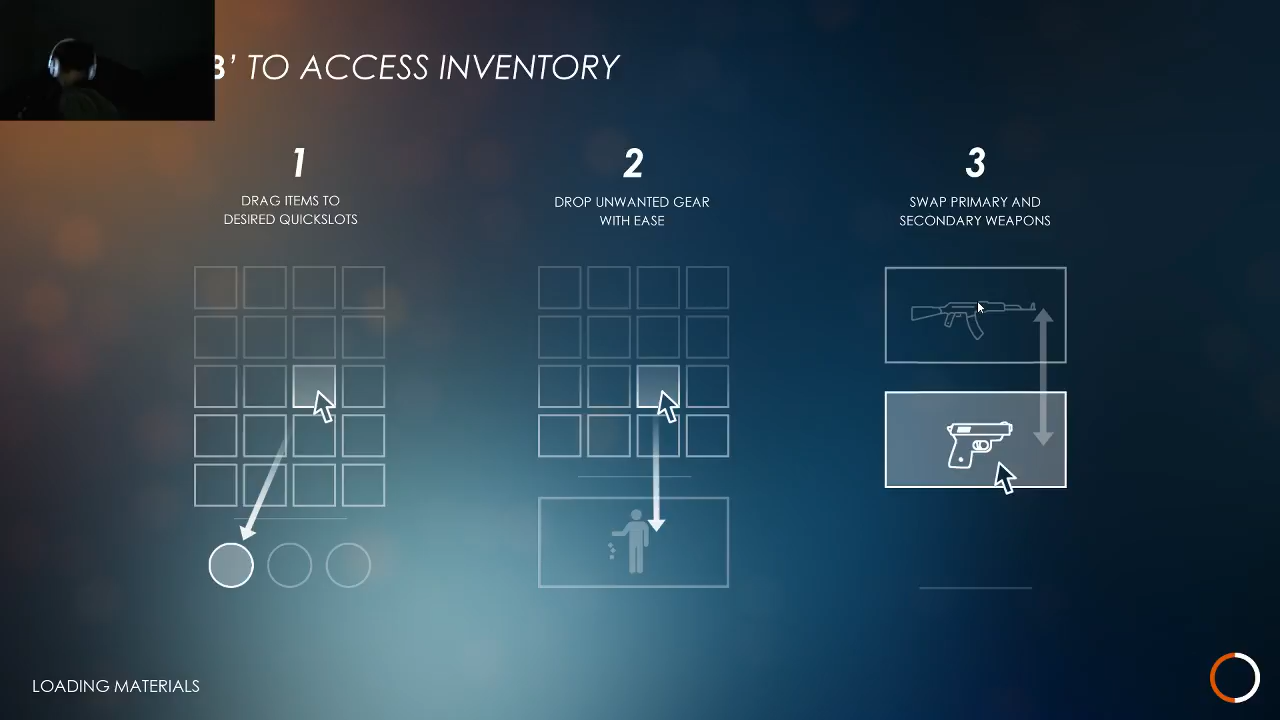 ’ TO ACCESS INVENTORY
1
DRAG ITEMS TO
DESIRED QUICKSLOTS
2
DROP UNWANTED GEAR
WITH EASE
3
SWAP PRIMARY AND
SECONDARY WEAPONS
LOADING MATERIALS